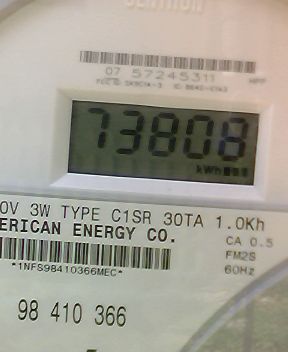 CENTRON
07 57245311
73808
kWh
0V 3W TYPE C1SR 30TA 1.0Kh
ERICAN ENERGY CO.
CA 0.5
FM2S
60Hz
*1NFS98410366MEC*
98 410 366